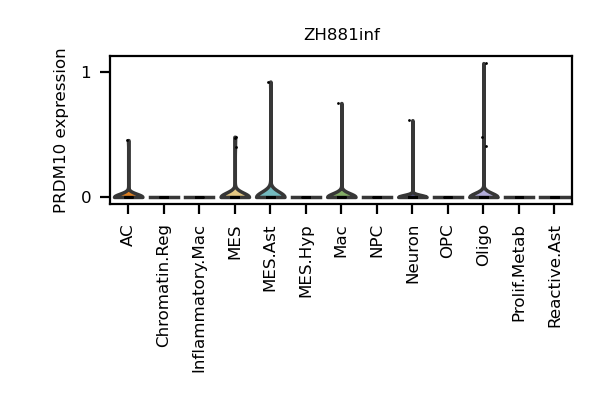 ZH881inf
PRDM10 expression
1
0
AC
Chromatin.Reg
Inflammatory.Mac
MES
MES.Ast
MES.Hyp
Mac
NPC
Neuron
OPC
Oligo
Prolif.Metab
Reactive.Ast